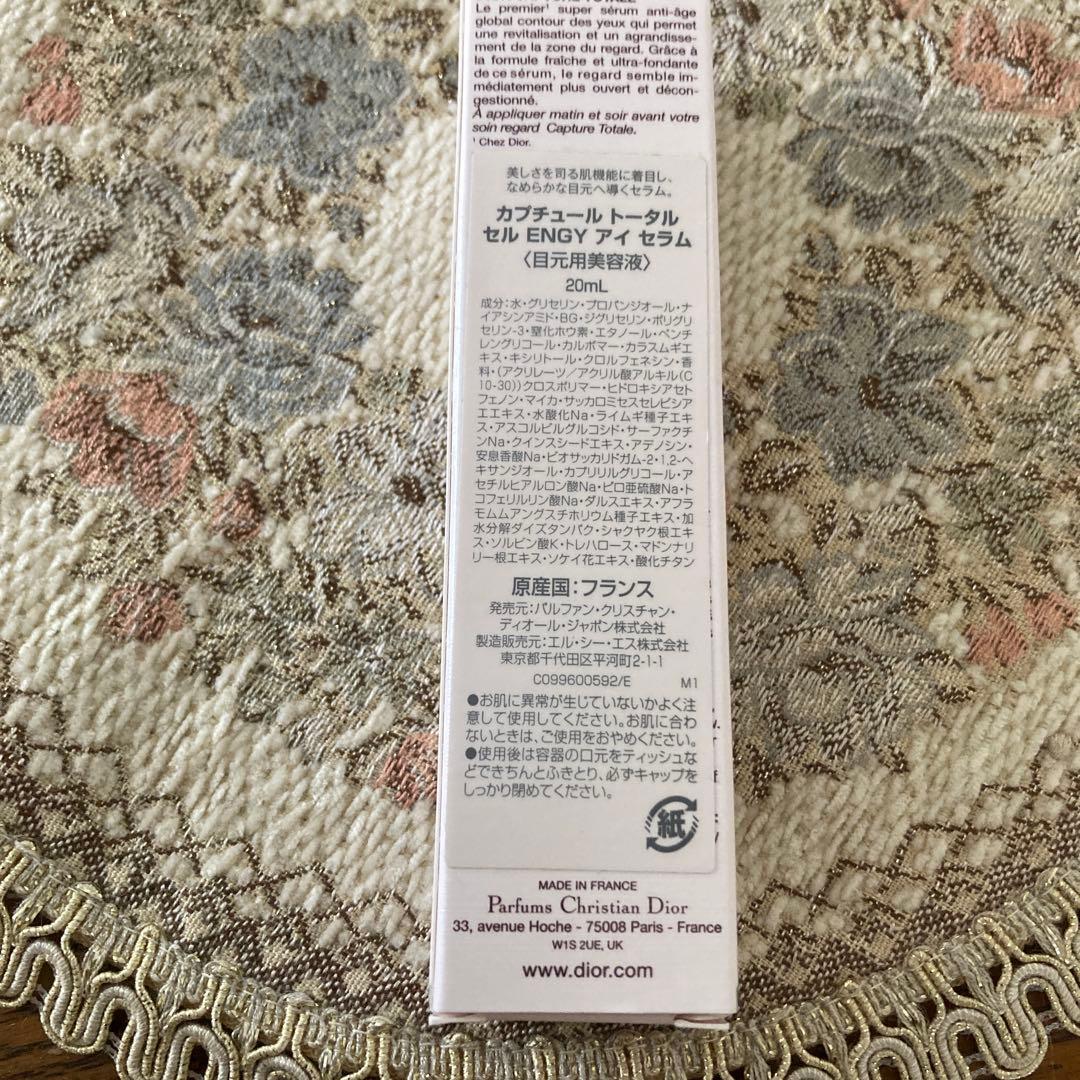 Le premier super sérum anti-âge
global contour des yeux qui permet
une revitalisation et un agrandisse-
ment de la zone du regard. Grâce à
la formule fraîche et ultra-fondante
de ce sérum, le regard semble im-
médiatement plus ouvert et décon-
gestionné.
À appliquer matin et soir avant votre
soin regard Capture Totale.
¹ Chez Dior.
美しさを司る肌機能に着目し、
なめらかな目元へ導くセラム。
カプチュール トータル
セル ENGY アイ セラム
〈目元用美容液〉
20mL
成分:水・グリセリン・プロパンジオール・ナ
イアシンアミド・BG・ジグリセリン・ポリグリ
セリン-3・窒化ホウ素・エタノール・ペンチ
レングリコール・カルボマー・カラスムギエ
キス・キシリトール・クロルフェネシン・香
料・(アクリレーツ/アクリル酸アルキル(C
10-30))クロスポリマー・ヒドロキシアセト
フェノン・マイカ・サッカロミセスセレビシア
エエキス・水酸化Na・ライムギ種子エキ
ス・アスコルビルグルコシド・サーファクチ
ンNa・クインスシードエキス・アデノシン・
安息香酸Na・ビオサッカリドガム-2・1,2-ヘ
キサンジオール・カプリリルグリコール・ア
セチルヒアルロン酸Na・ピロ亜硫酸Na・ト
コフェリルリン酸Na・ダルスエキス・アフラ
モムムアングスチホリウム種子エキス・加
水分解ダイズタンパク・シャクヤク根エキ
ス・ソルビン酸K・トレハロース・マドンナリ
リー根エキス・ソケイ花エキス・酸化チタン
原産国:フランス
発売元:パルファン・クリスチャン・
ディオール・ジャポン株式会社
製造販売元:エル・シー・エス株式会社
東京都千代田区平河町2-1-1
C099600592/E M1
●お肌に異常が生じていないかよく注
意して使用してください。お肌に合わ
ないときは、ご使用をおやめください。
●使用後は容器の口元をティッシュな
どできちんとふきとり、必ずキャップを
しっかり閉めてください。
紙
MADE IN FRANCE
Parfums Christian Dior
33, avenue Hoche - 75008 Paris - France
W1S 2UE, UK
www.dior.com